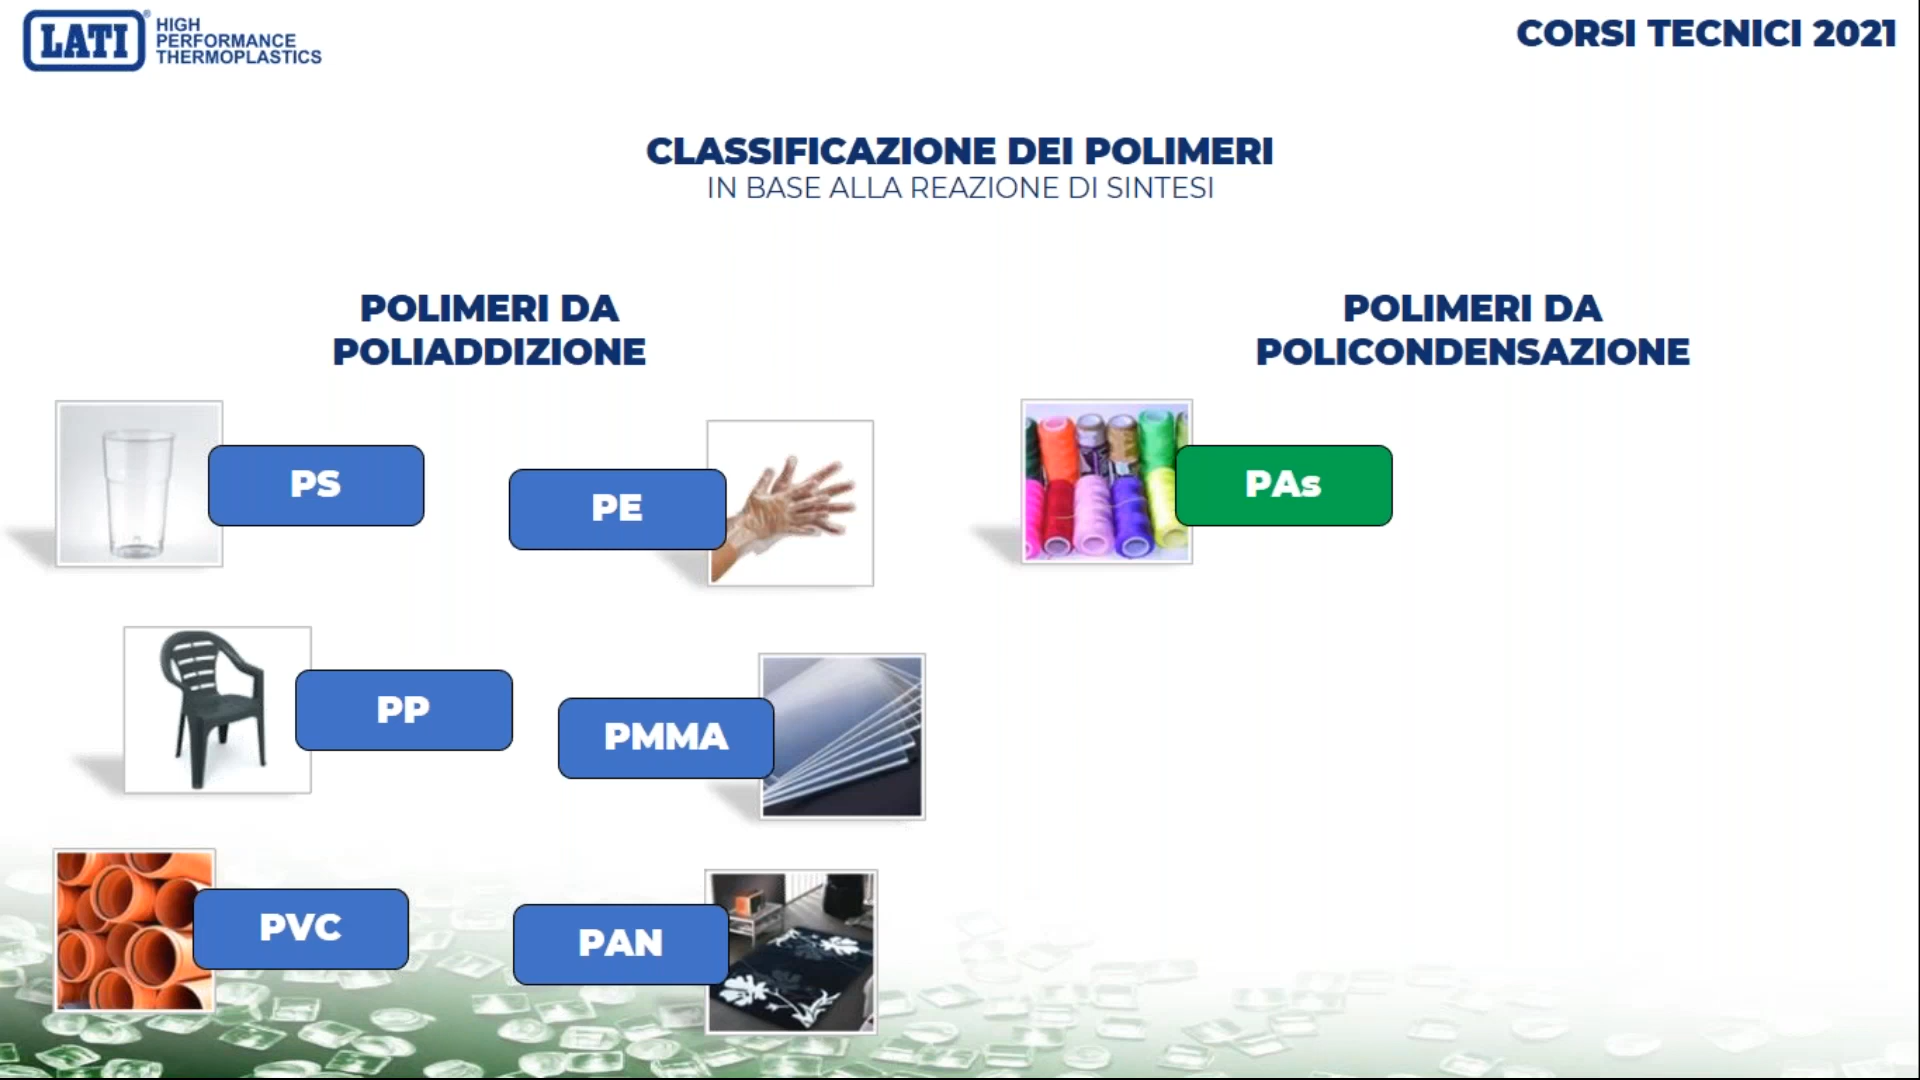 LATI®
HIGH
PERFORMANCE
THERMOPLASTICS
CORSI TECNICI 2021
CLASSIFICAZIONE DEI POLIMERI
IN BASE ALLA REAZIONE DI SINTESI
POLIMERI DA
POLIADDIZIONE
POLIMERI DA
POLICONDENSAZIONE
PS
PE
PAs
PP
PMMA
PVC
PAN